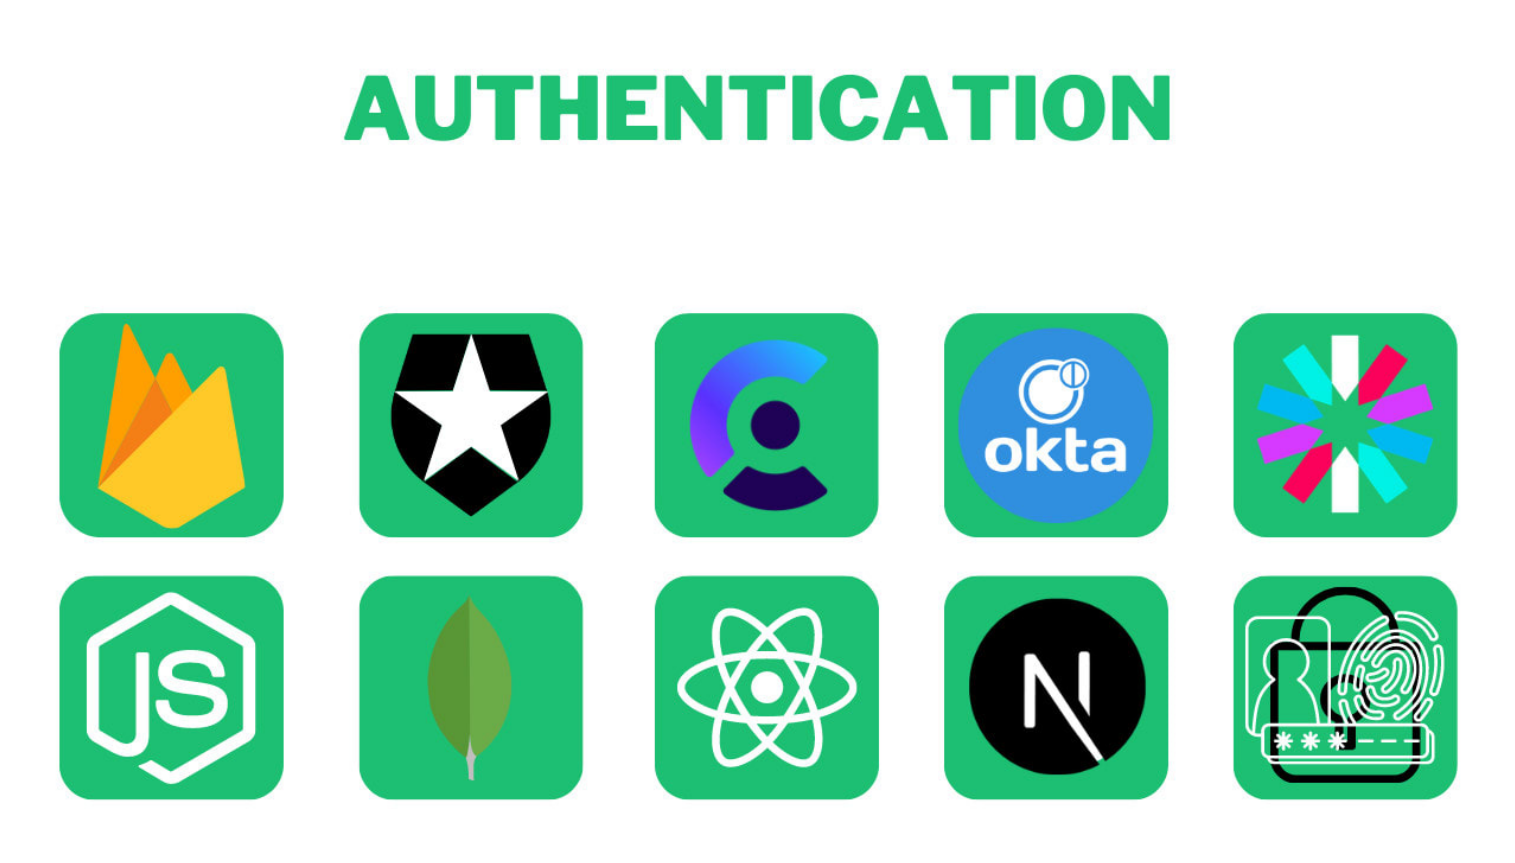 AUTHENTICATION
okta
JS
N
***----